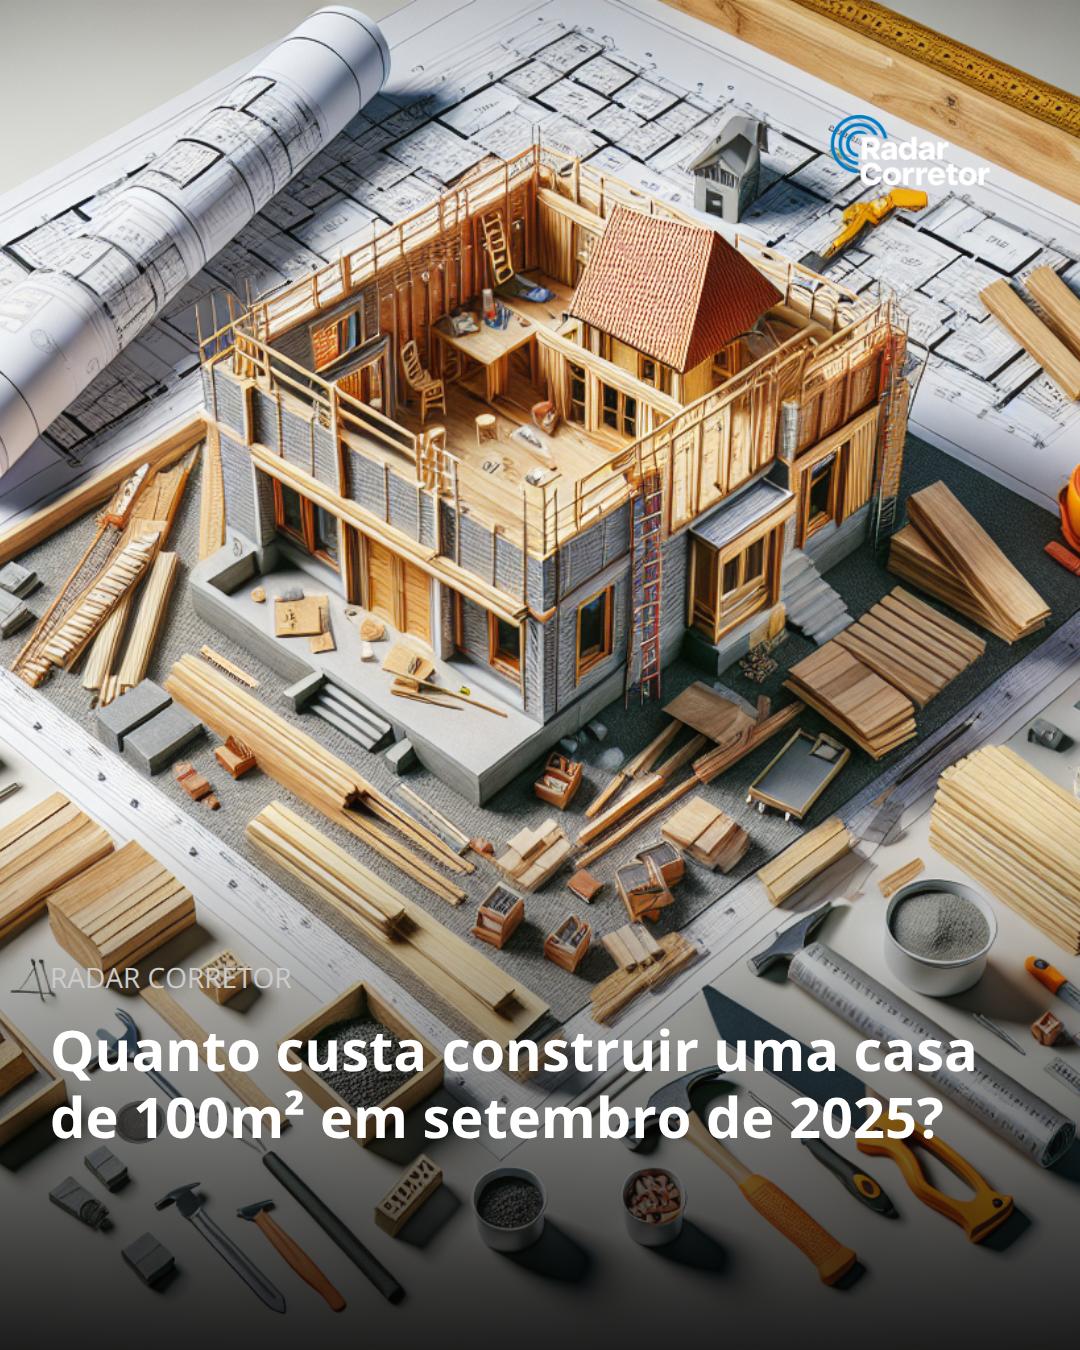 Radar
Corretor
RADAR CORRETOR
Quanto custa construir uma casa
de 100m² em setembro de 2025?